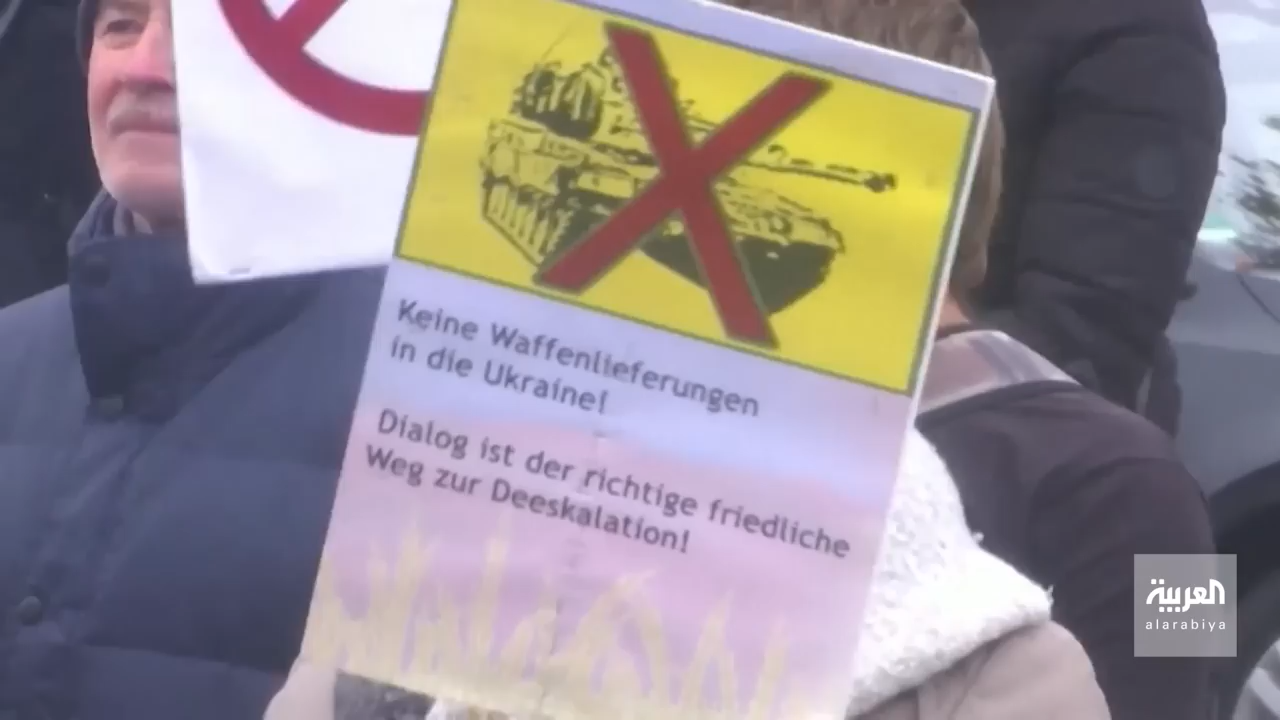 Keine Waffenlieferungen
in die Ukraine!
Dialog ist der richtige friedliche
Weg zur Deeskalation!
العربية
alarabiya